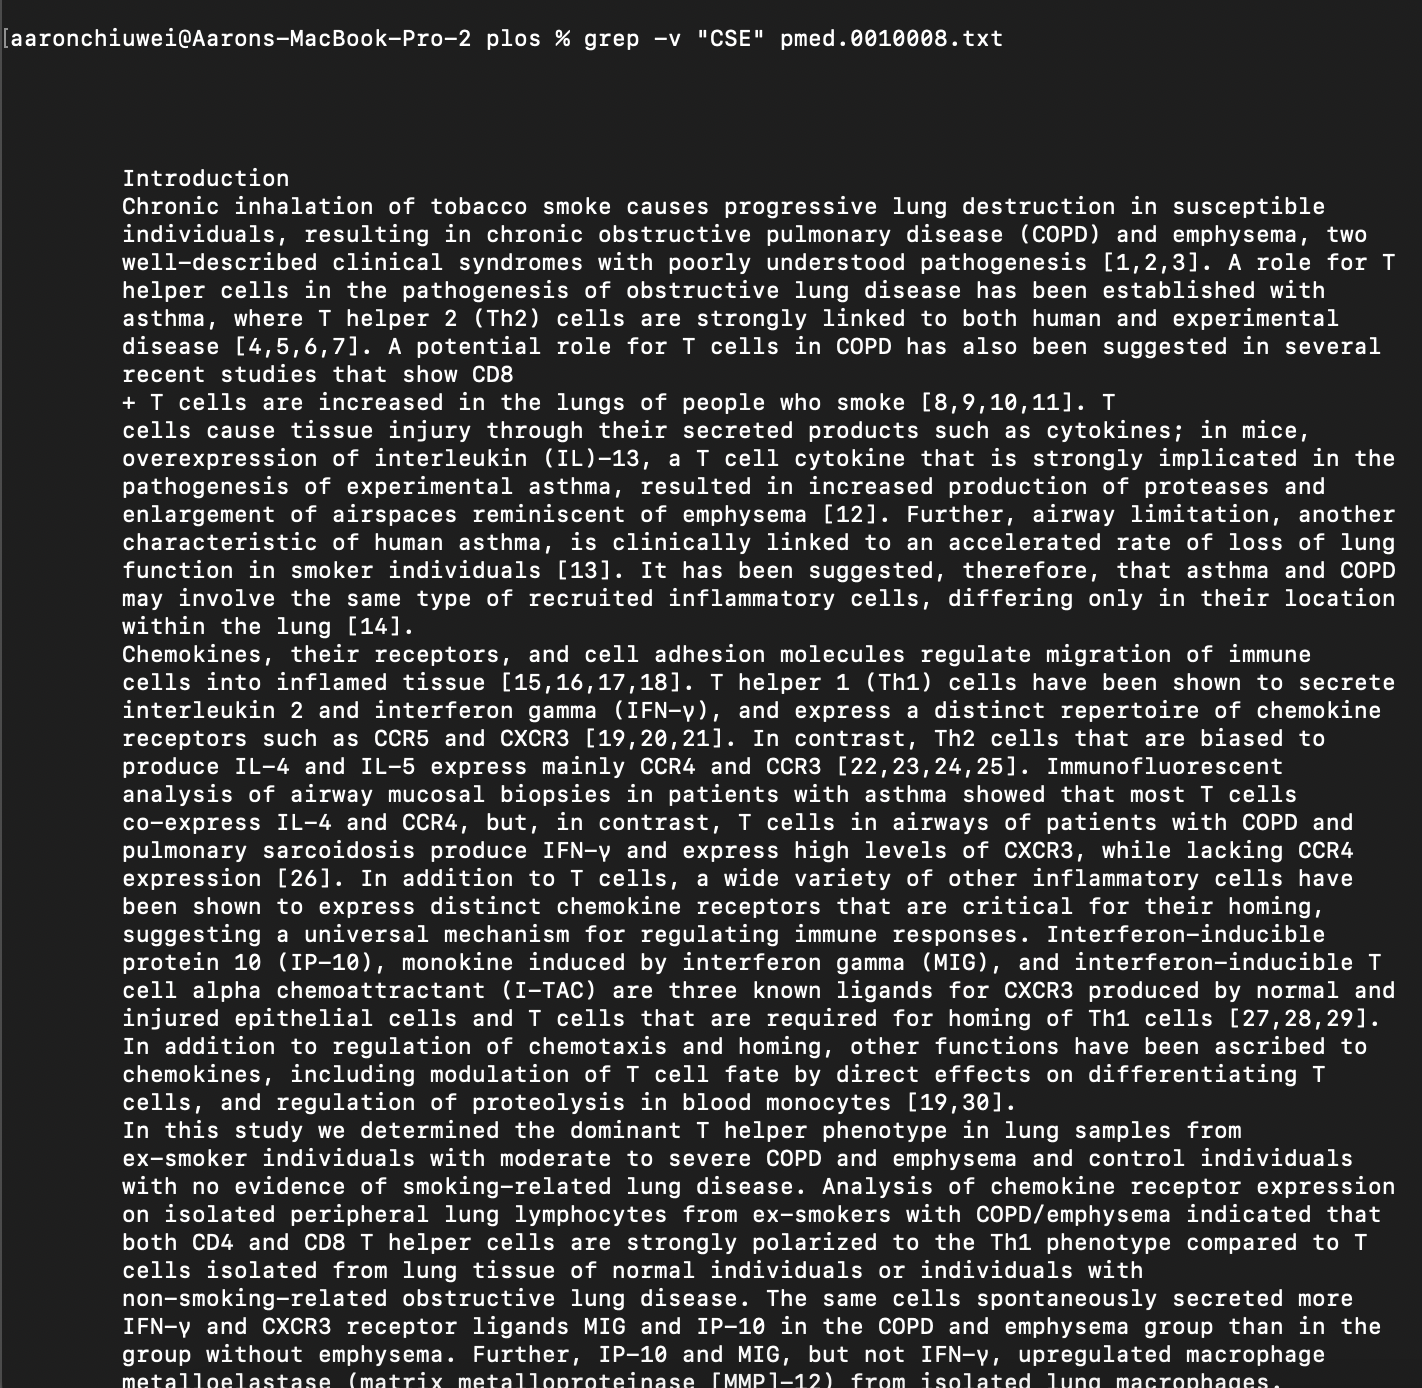 [aaronchiuwei@Aarons-MacBook-Pro-2 plos % grep -v "CSE" pmed.0010008.txt
Introduction
Chronic inhalation of tobacco smoke causes progressive lung destruction in susceptible
individuals, resulting in chronic obstructive pulmonary disease (COPD) and emphysema, two
well-described clinical syndromes with poorly understood pathogenesis [1,2,3]. A role for T
helper cells in the pathogenesis of obstructive lung disease has been established with
asthma, where T helper 2 (Th2) cells are strongly linked to both human and experimental
disease [4,5,6,7]. A potential role for T cells in COPD has also been suggested in several
recent studies that show CD8
+ T cells are increased in the lungs of people who smoke [8,9,10,11]. T
cells cause tissue injury through their secreted products such as cytokines; in mice,
overexpression of interleukin (IL)-13, a T cell cytokine that is strongly implicated in the
pathogenesis of experimental asthma, resulted in increased production of proteases and
enlargement of airspaces reminiscent of emphysema [12]. Further, airway limitation, another
characteristic of human asthma, is clinically linked to an accelerated rate of loss of lung
function in smoker individuals [13]. It has been suggested, therefore, that asthma and COPD
may involve the same type of recruited inflammatory cells, differing only in their location
within the lung [14].
Chemokines, their receptors, and cell adhesion molecules regulate migration of immune
cells into inflamed tissue [15,16,17,18]. T helper 1 (Th1) cells have been shown to secrete
interleukin 2 and interferon gamma (IFN-γ), and express a distinct repertoire of chemokine
receptors such as CCR5 and CXCR3 [19,20,21]. In contrast, Th2 cells that are biased to
produce IL-4 and IL-5 express mainly CCR4 and CCR3 [22,23,24,25]. Immunofluorescent
analysis of airway mucosal biopsies in patients with asthma showed that most T cells
co-express IL-4 and CCR4, but, in contrast, T cells in airways of patients with COPD and
pulmonary sarcoidosis produce IFN-γ and express high levels of CXCR3, while lacking CCR4
expression [26]. In addition to T cells, a wide variety of other inflammatory cells have
been shown to express distinct chemokine receptors that are critical for their homing,
suggesting a universal mechanism for regulating immune responses. Interferon-inducible
protein 10 (IP-10), monokine induced by interferon gamma (MIG), and interferon-inducible T
cell alpha chemoattractant (I-TAC) are three known ligands for CXCR3 produced by normal and
injured epithelial cells and T cells that are required for homing of Th1 cells [27,28,29].
In addition to regulation of chemotaxis and homing, other functions have been ascribed to
chemokines, including modulation of T cell fate by direct effects on differentiating T
cells, and regulation of proteolysis in blood monocytes [19,30].
In this study we determined the dominant T helper phenotype in lung samples from
ex-smoker individuals with moderate to severe COPD and emphysema and control individuals
with no evidence of smoking-related lung disease. Analysis of chemokine receptor expression
on isolated peripheral lung lymphocytes from ex-smokers with COPD/emphysema indicated that
both CD4 and CD8 T helper cells are strongly polarized to the Th1 phenotype compared to T
cells isolated from lung tissue of normal individuals or individuals with
non-smoking-related obstructive lung disease. The same cells spontaneously secreted more
IFN-γ and CXCR3 receptor ligands MIG and IP-10 in the COPD and emphysema group than in the
group without emphysema. Further, IP-10 and MIG, but not IFN-γ, upregulated macrophage
metalloelastase (matrix metalloproteinase [MMP]-12) from isolated lung macrophages.